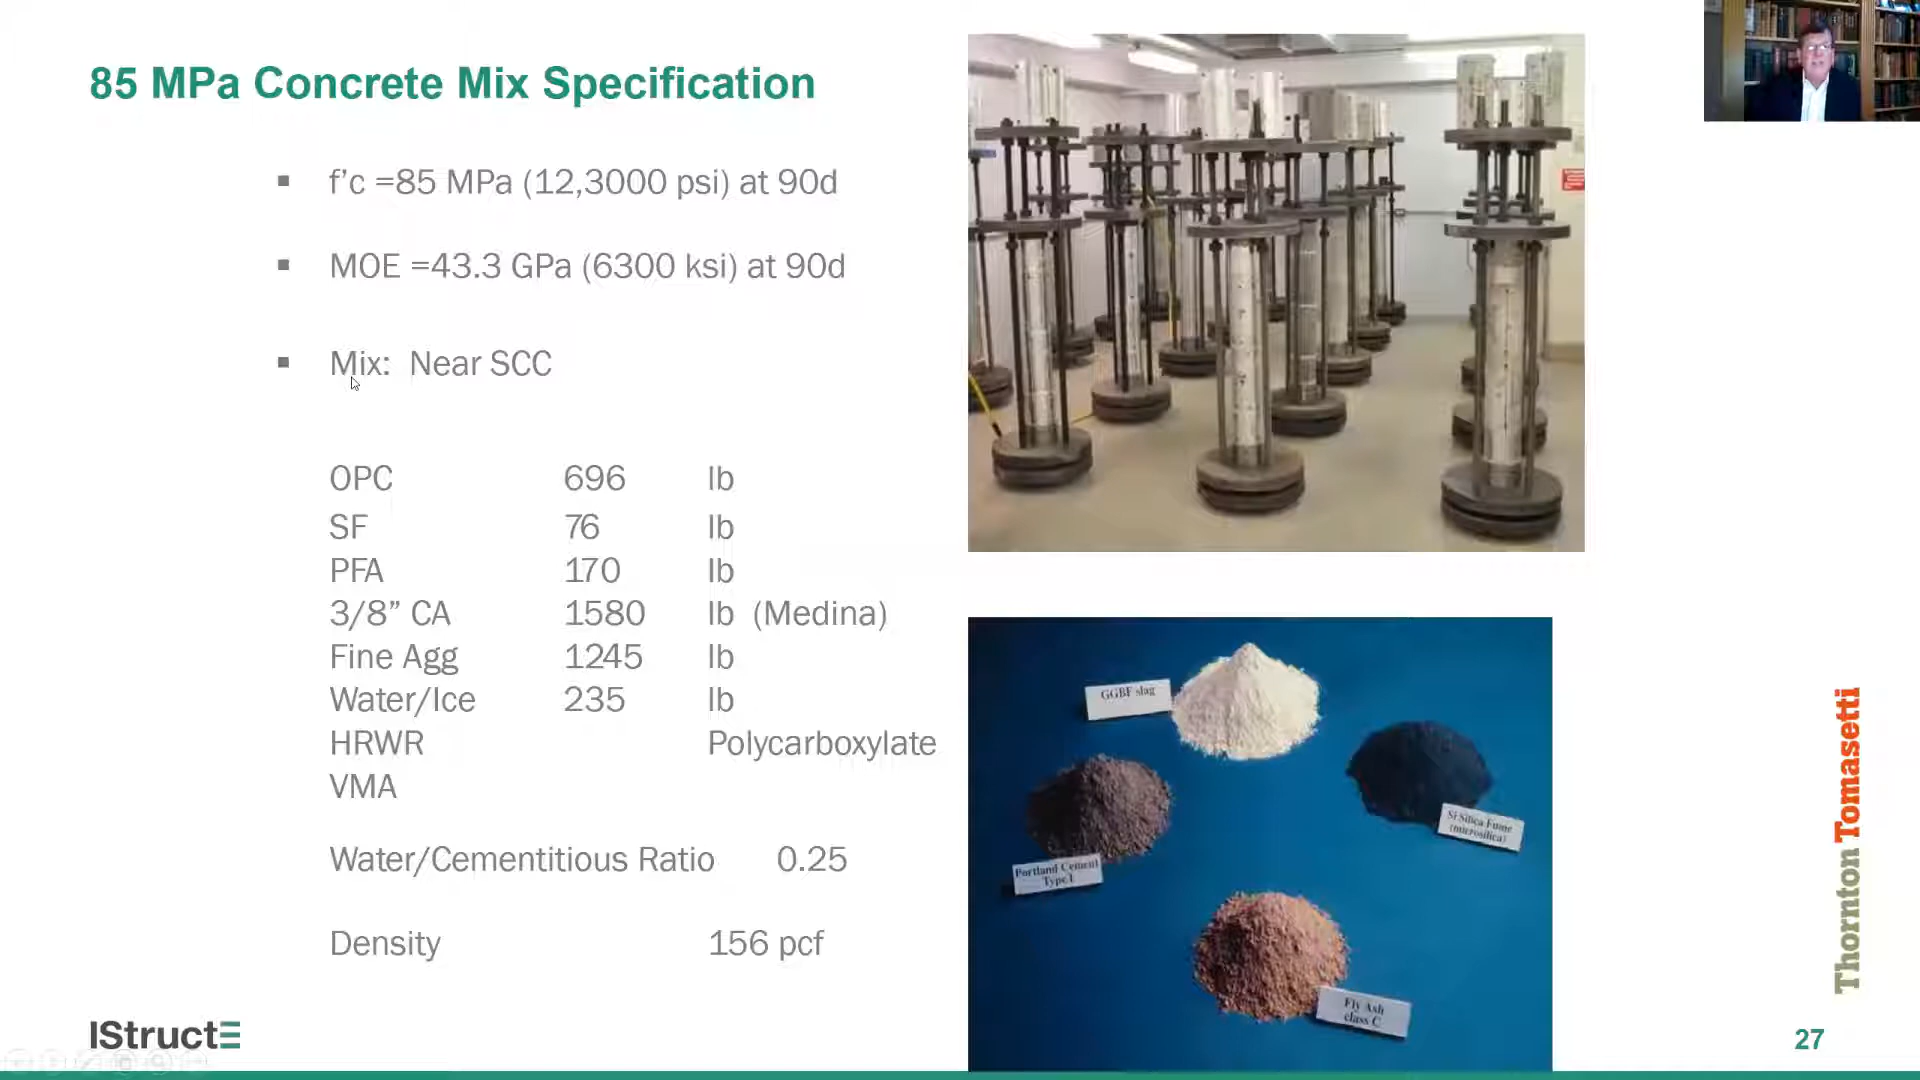 85 MPa Concrete Mix Specification
▪ f’c =85 MPa (12,3000 psi) at 90d
▪ MOE =43.3 GPa (6300 ksi) at 90d
▪ Mix: Near SCC
OPC 696 lb
SF 76 lb
PFA 170 lb
3/8” CA 1580 lb (Medina)
Fine Agg 1245 lb
Water/Ice 235 lb
HRWR Polycarboxylate
VMA
Water/Cementitious Ratio 0.25
Density 156 pcf
GGBF slag
Si Silica Fume
(microsilica)
Portland Cement
Type I
Fly Ash
class C
Thornton Tomasetti
IStructE
27